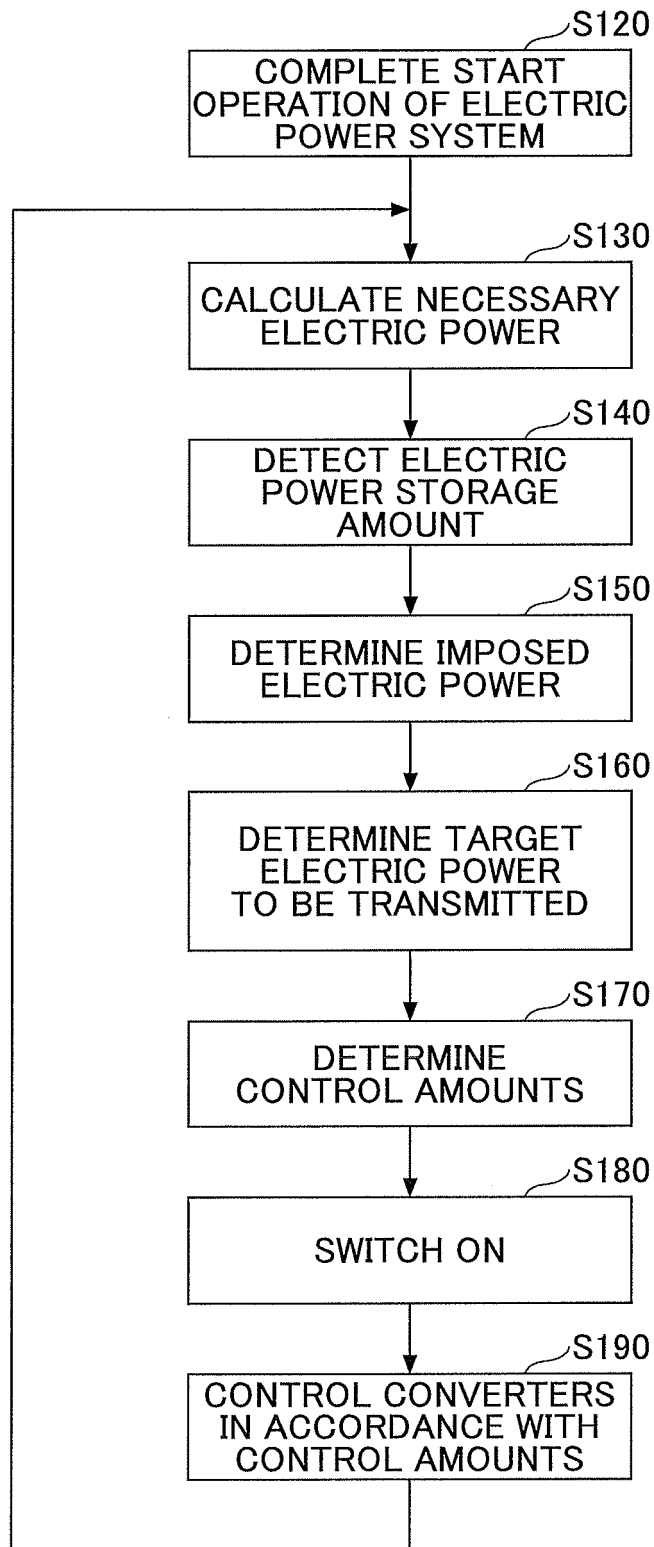 S120
COMPLETE START
OPERATION OF ELECTRIC
POWER SYSTEM
S130
CALCULATE NECESSARY
ELECTRIC POWER
S140
DETECT ELECTRIC
POWER STORAGE
AMOUNT
S150
DETERMINE IMPOSED
ELECTRIC POWER
S160
DETERMINE TARGET
ELECTRIC POWER
TO BE TRANSMITTED
S170
DETERMINE
CONTROL AMOUNTS
S180
SWITCH ON
S190
CONTROL CONVERTERS
IN ACCORDANCE WITH
CONTROL AMOUNTS